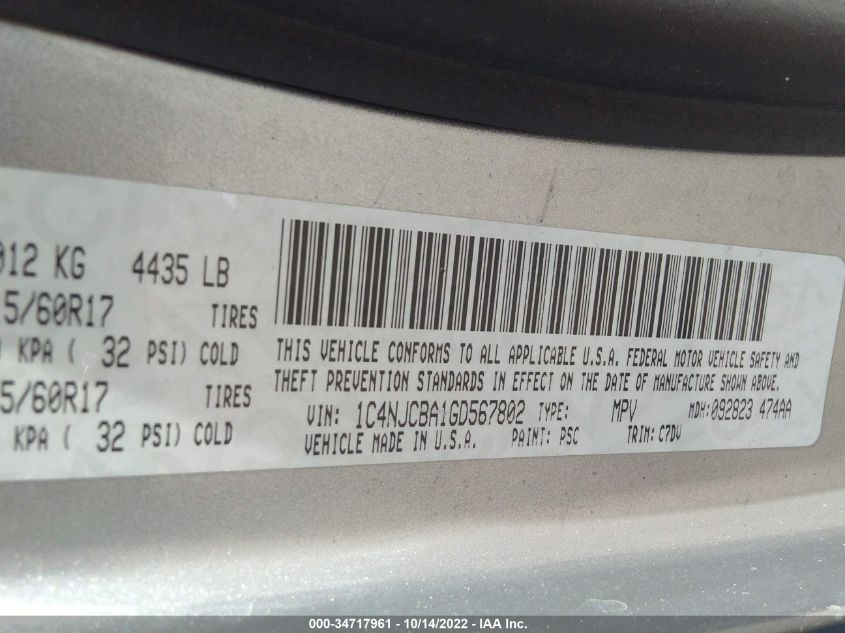 012 KG 4435 LB
5/60R17 TIRES
KPA ( 32 PSI) COLD
5/60R17 TIRES
KPA ( 32 PSI) COLD
THIS VEHICLE CONFORMS TO ALL APPLICABLE U.S.A. FEDERAL MOTOR VEHICLE SAFETY AND
THEFT PREVENTION STANDARDS IN EFFECT ON THE DATE OF MANUFACTURE SHOWN ABOVE.
VIN: 1C4NJCBA1GD567802 TYPE: MPV MDH: 092823 474AA
VEHICLE MADE IN U.S.A. PAINT: PSC TRIM: C7DV
000-34717961 - 10/14/2022 - IAA Inc.